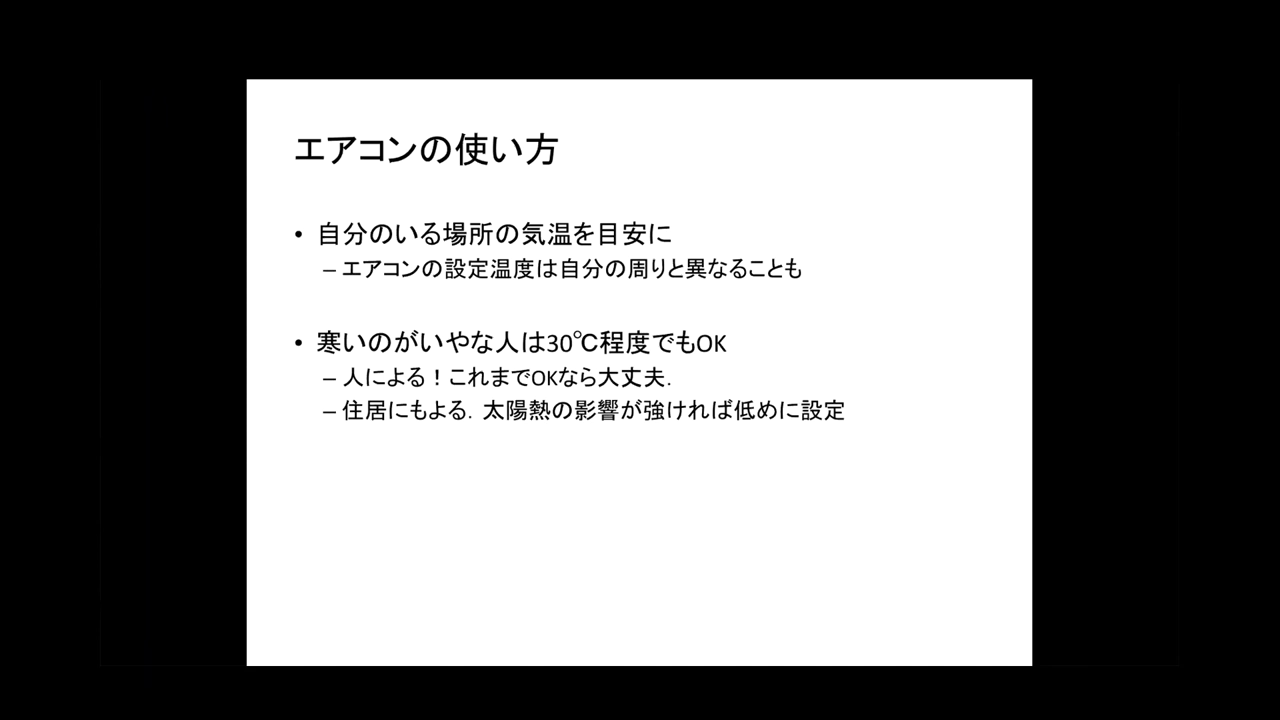 エアコンの使い方
• 自分のいる場所の気温を目安に
– エアコンの設定温度は自分の周りと異なることも
• 寒いのがいやな人は30℃程度でもOK
– 人による！これまでOKなら大丈夫.
– 住居にもよる. 太陽熱の影響が強ければ低めに設定